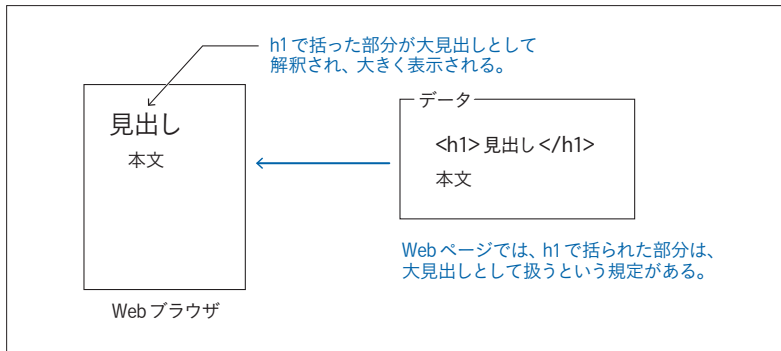 h1で括った部分が大見出しとして
解釈され、大きく表示される。
見出し
本文
Webブラウザ
データ
<h1>見出し</h1>
本文
Webページでは、h1で括られた部分は、
大見出しとして扱うという規定がある。